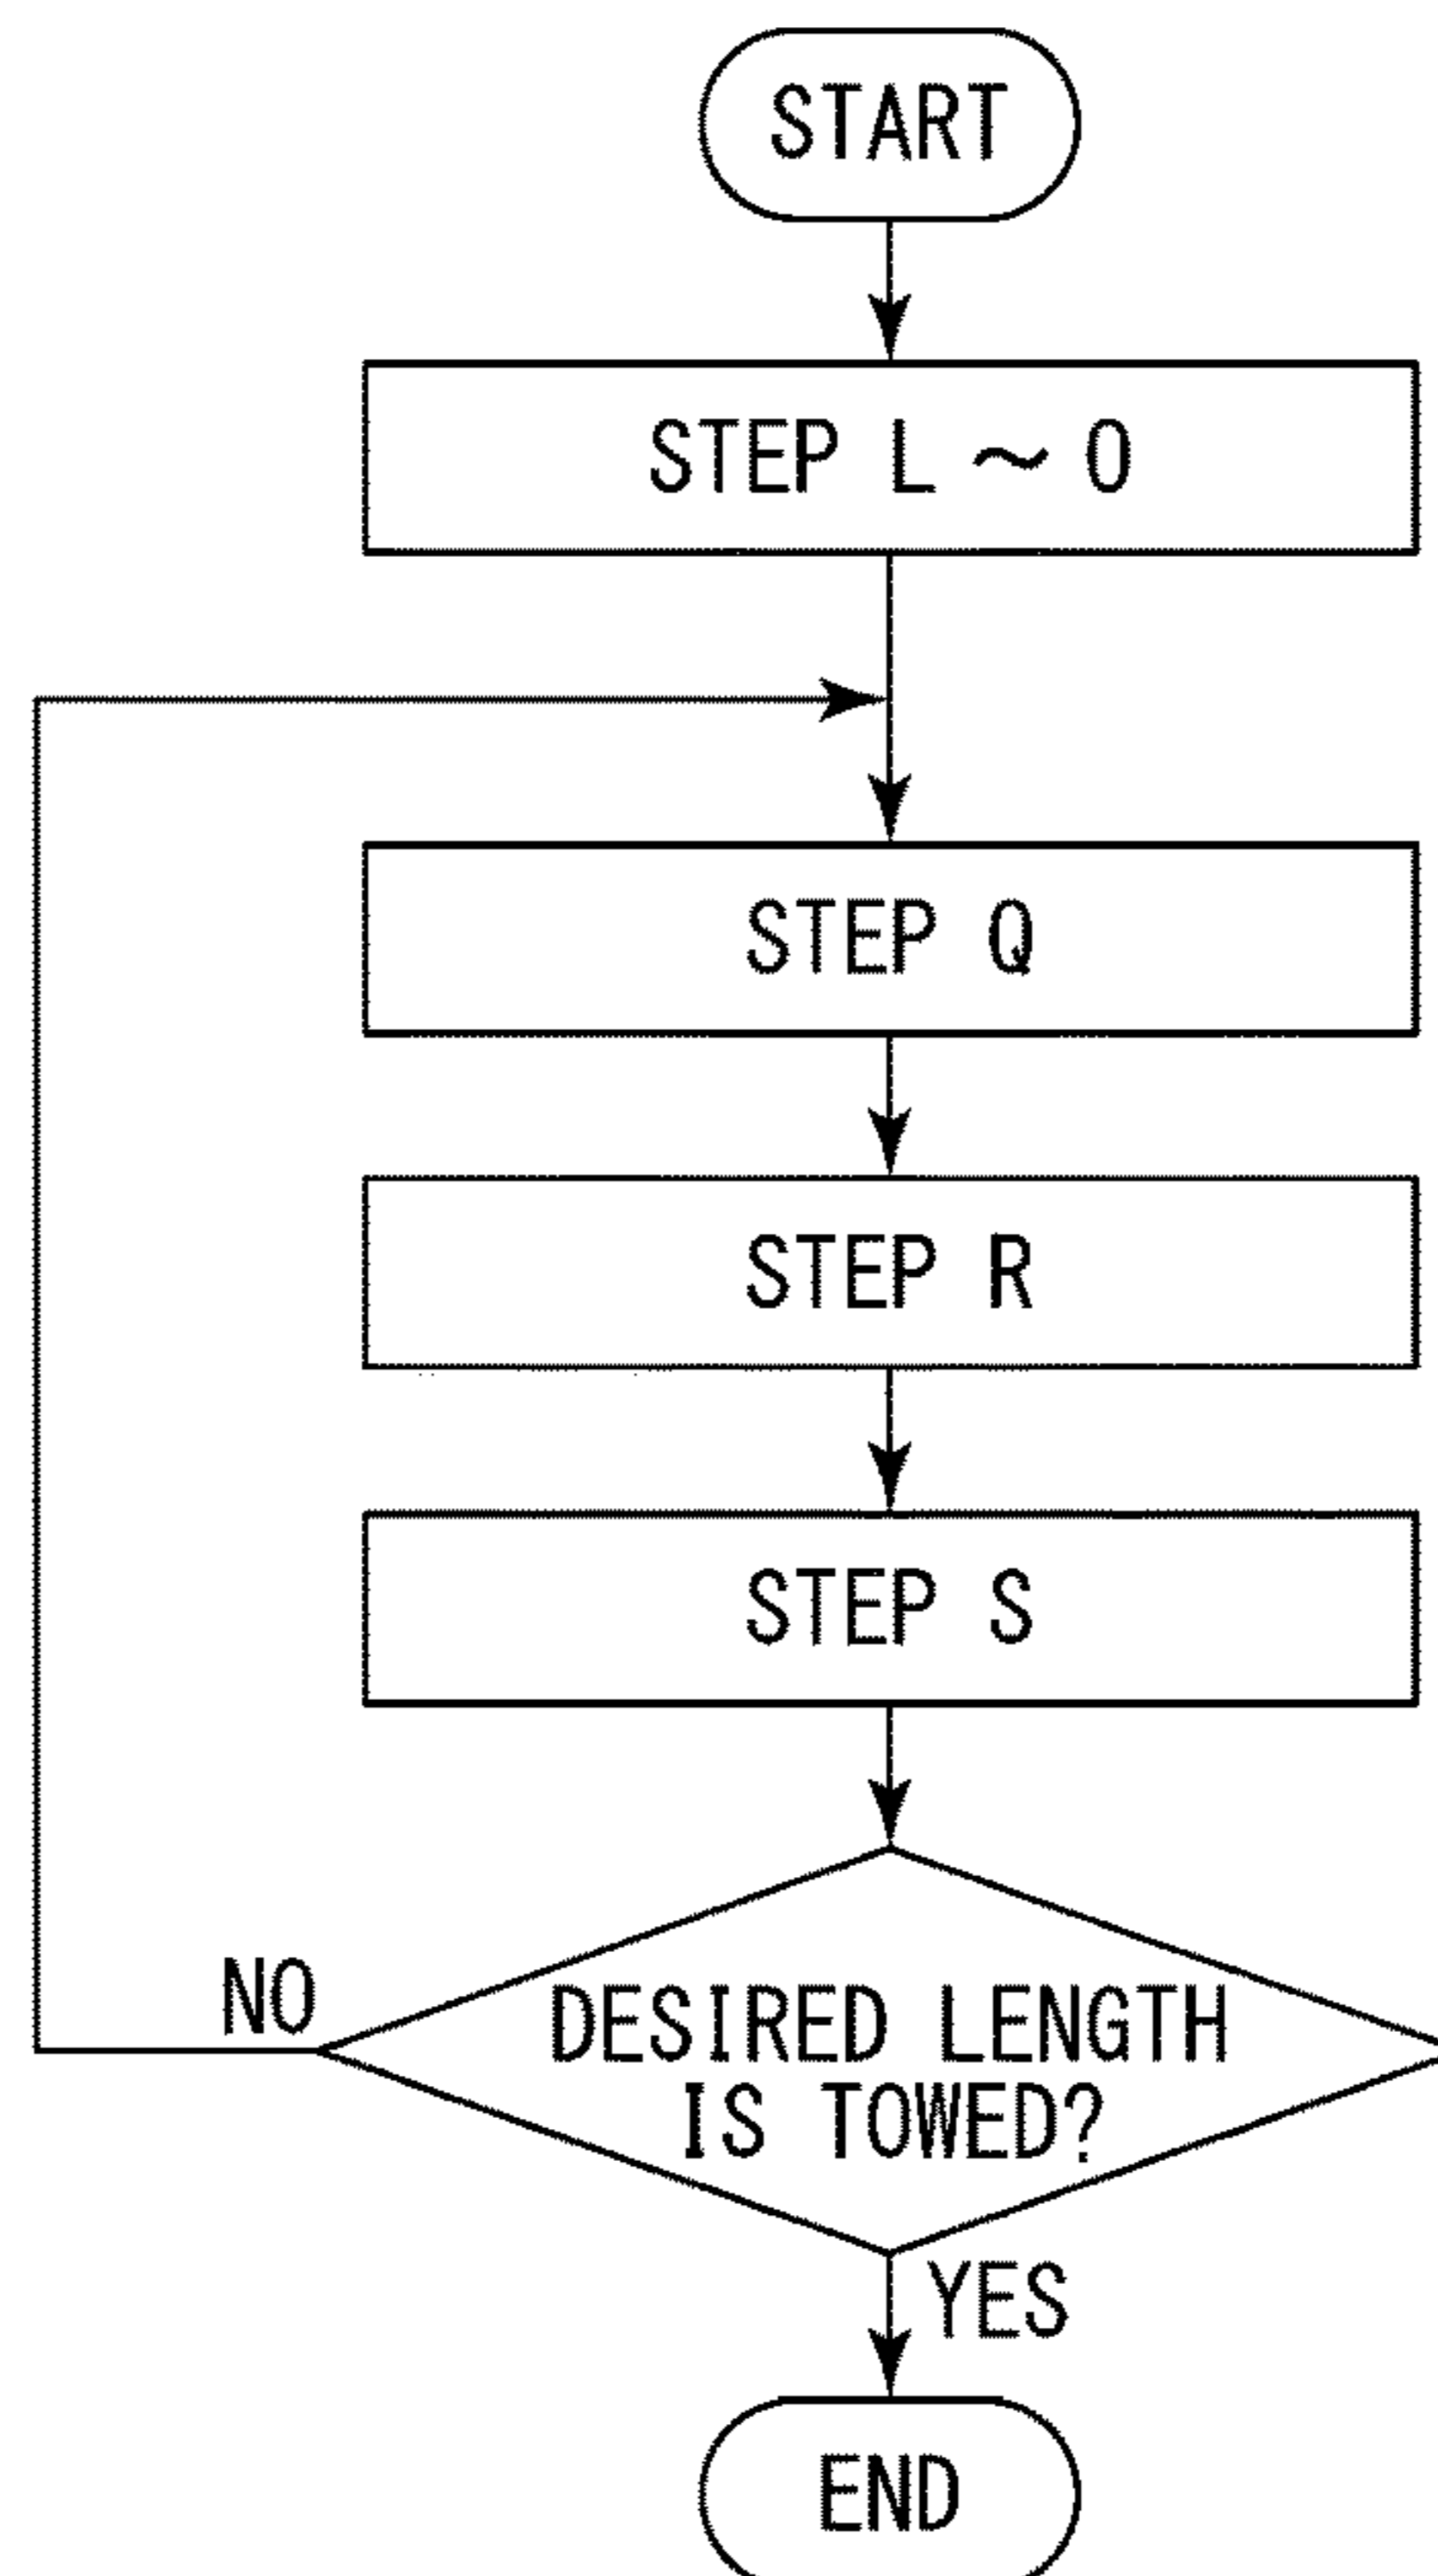 START
STEP L ~ O
STEP Q
STEP R
STEP S
NO
DESIRED LENGTH
IS TOWED?
YES
END